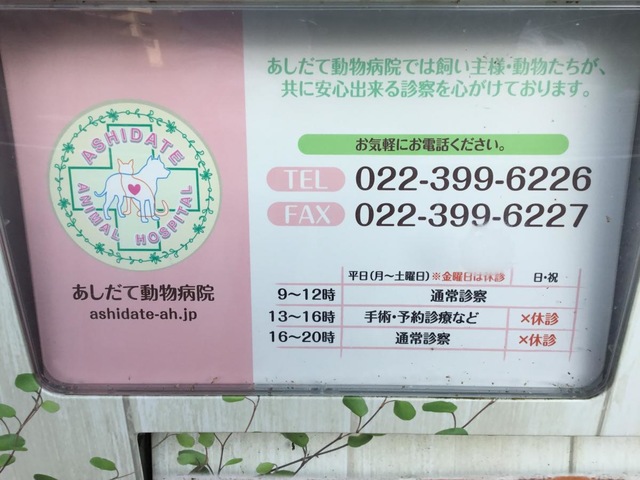 ASHIDATE
ANIMAL HOSPITAL
あしだて動物病院
ashidate-ah.jp
あしだて動物病院では飼い主様・動物たちが、
共に安心出来る診察を心がけております。
お気軽にお電話ください。
TEL 022-399-6226
FAX 022-399-6227
平日(月〜土曜日)※金曜日は休診 日・祝
9〜12時 通常診察
13〜16時 手術・予約診療など ×休診
16〜20時 通常診察 ×休診